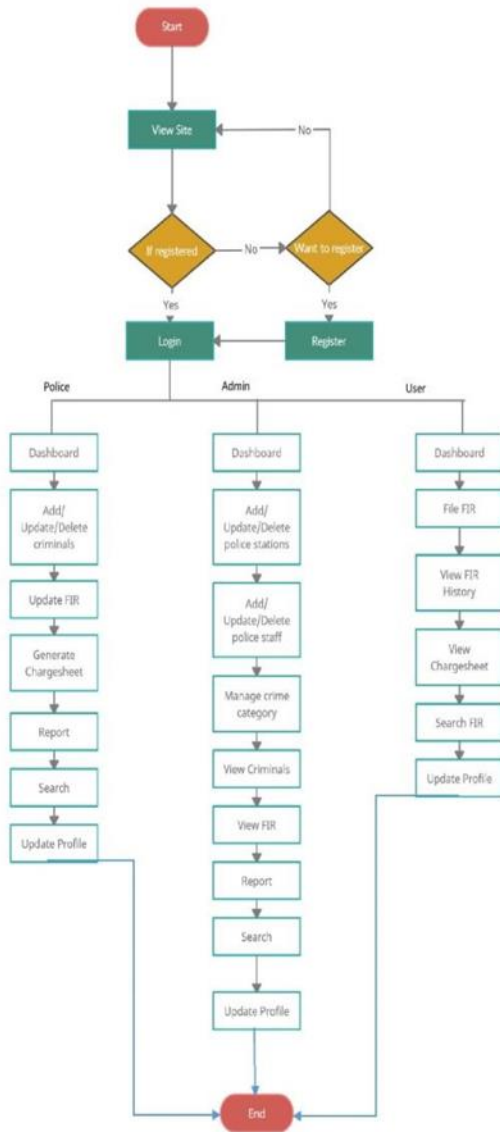 Start
View Site
No
If registered
No
Want to register
Yes
Yes
Login
Register
Police
Admin
User
Dashboard
Add/
Update/Delete
criminals
Update FIR
Generate
Chargesheet
Report
Search
Update Profile
Dashboard
Add/
Update/Delete
police stations
Add/
Update/Delete
police staff
Manage crime
category
View Criminals
View FIR
Report
Search
Update Profile
Dashboard
File FIR
View FIR
History
View
Chargesheet
Search FIR
Update Profile
End